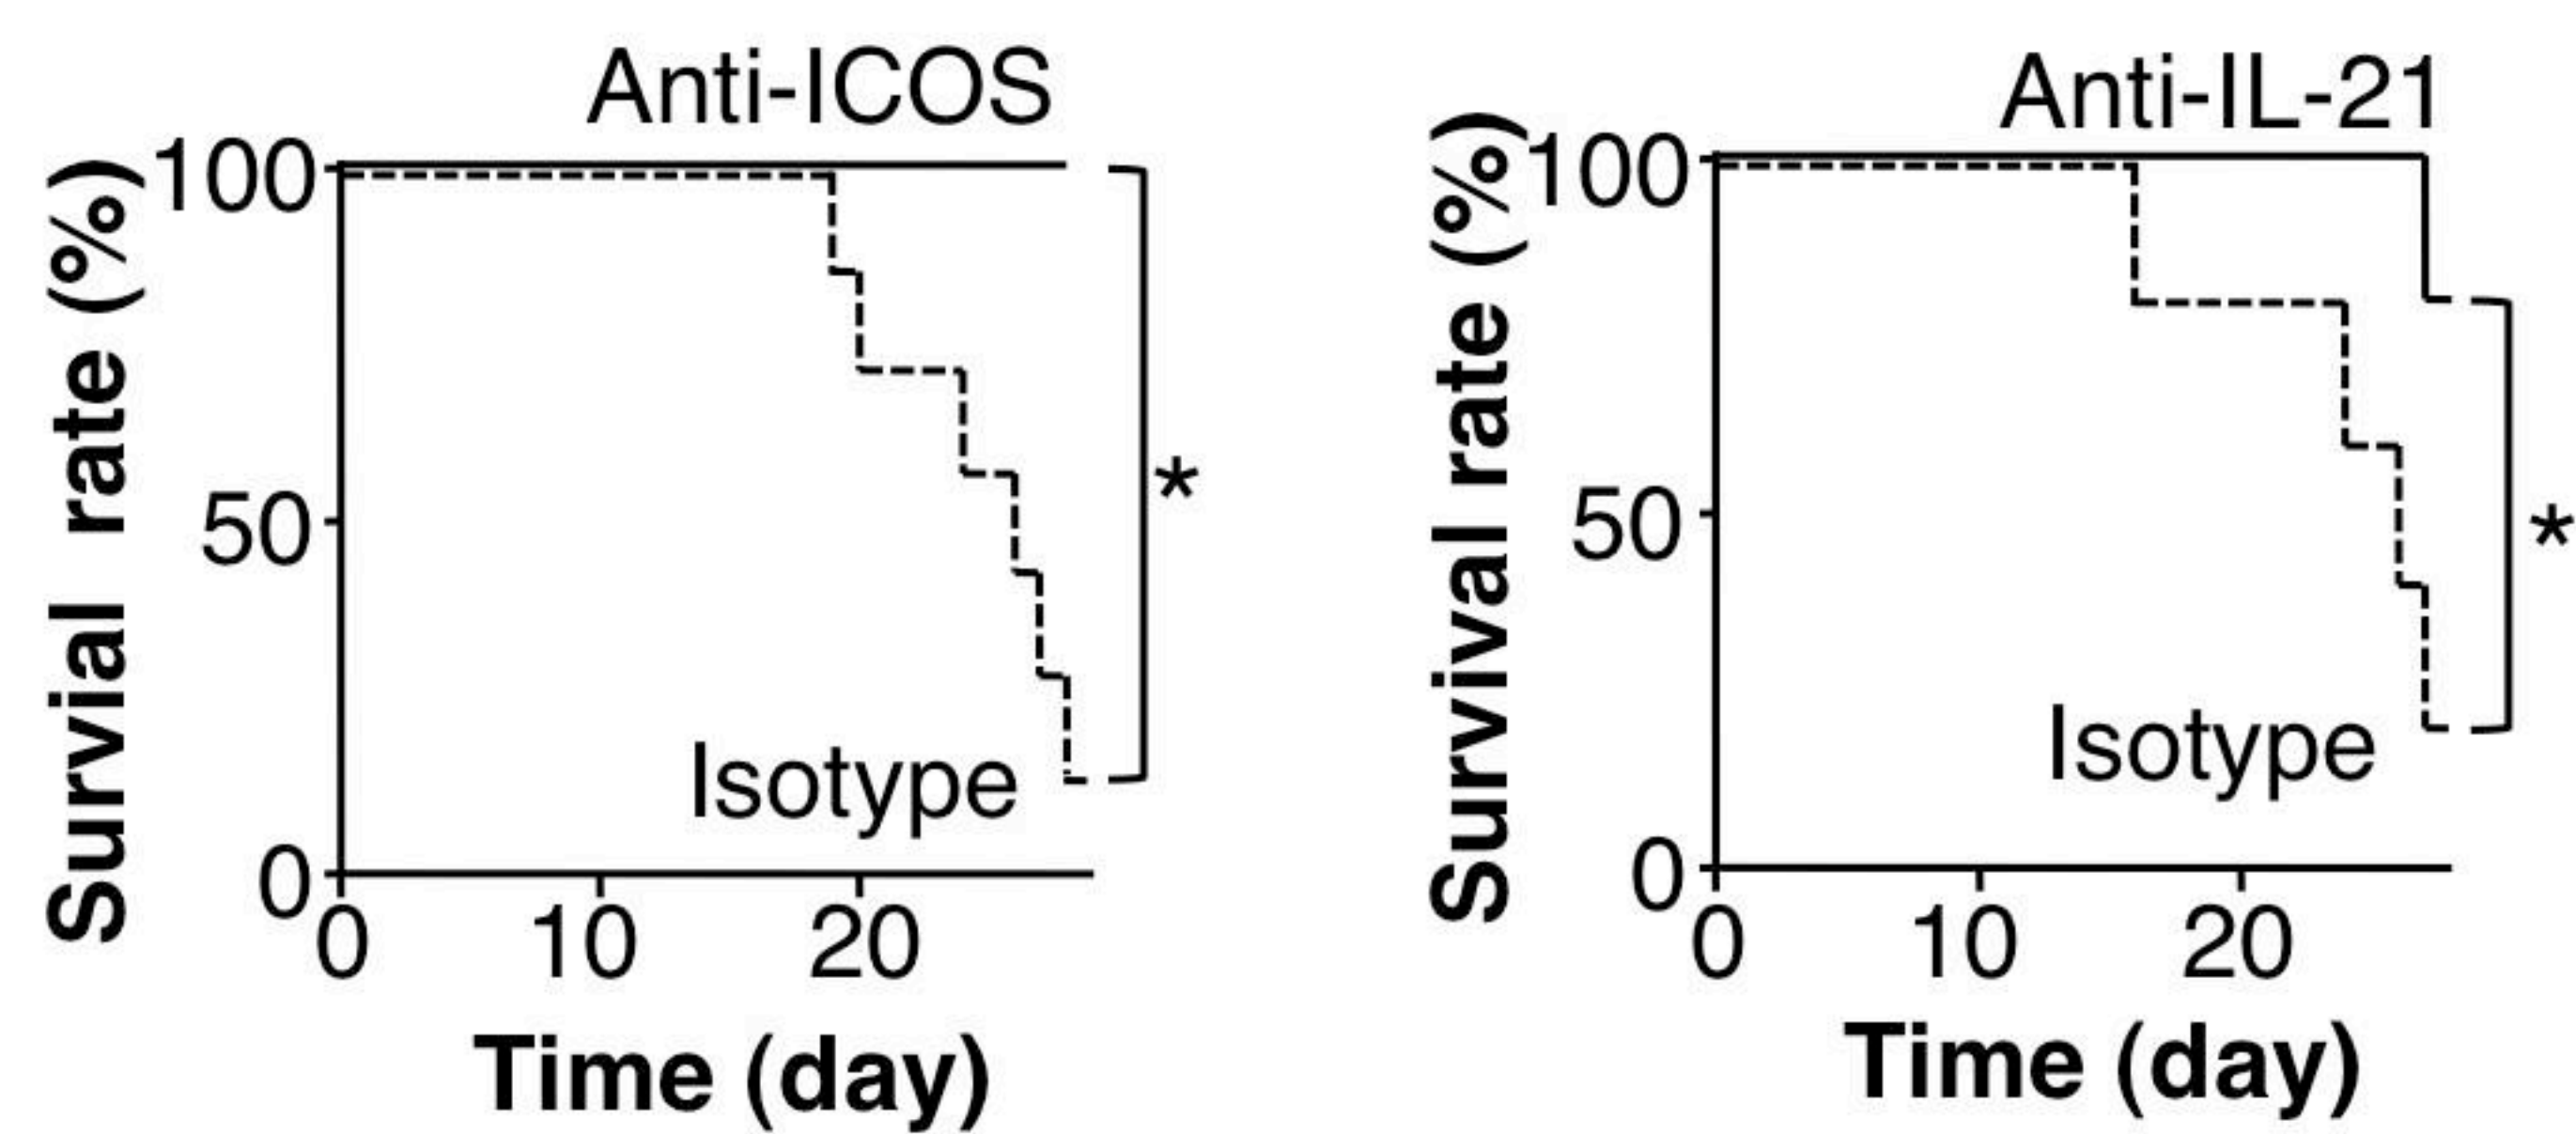 Anti-ICOS
Survial rate (%)
100
50
0
Isotype
*
0 10 20
Time (day)
Anti-IL-21
Survival rate (%)
100
50
0
Isotype
*
0 10 20
Time (day)